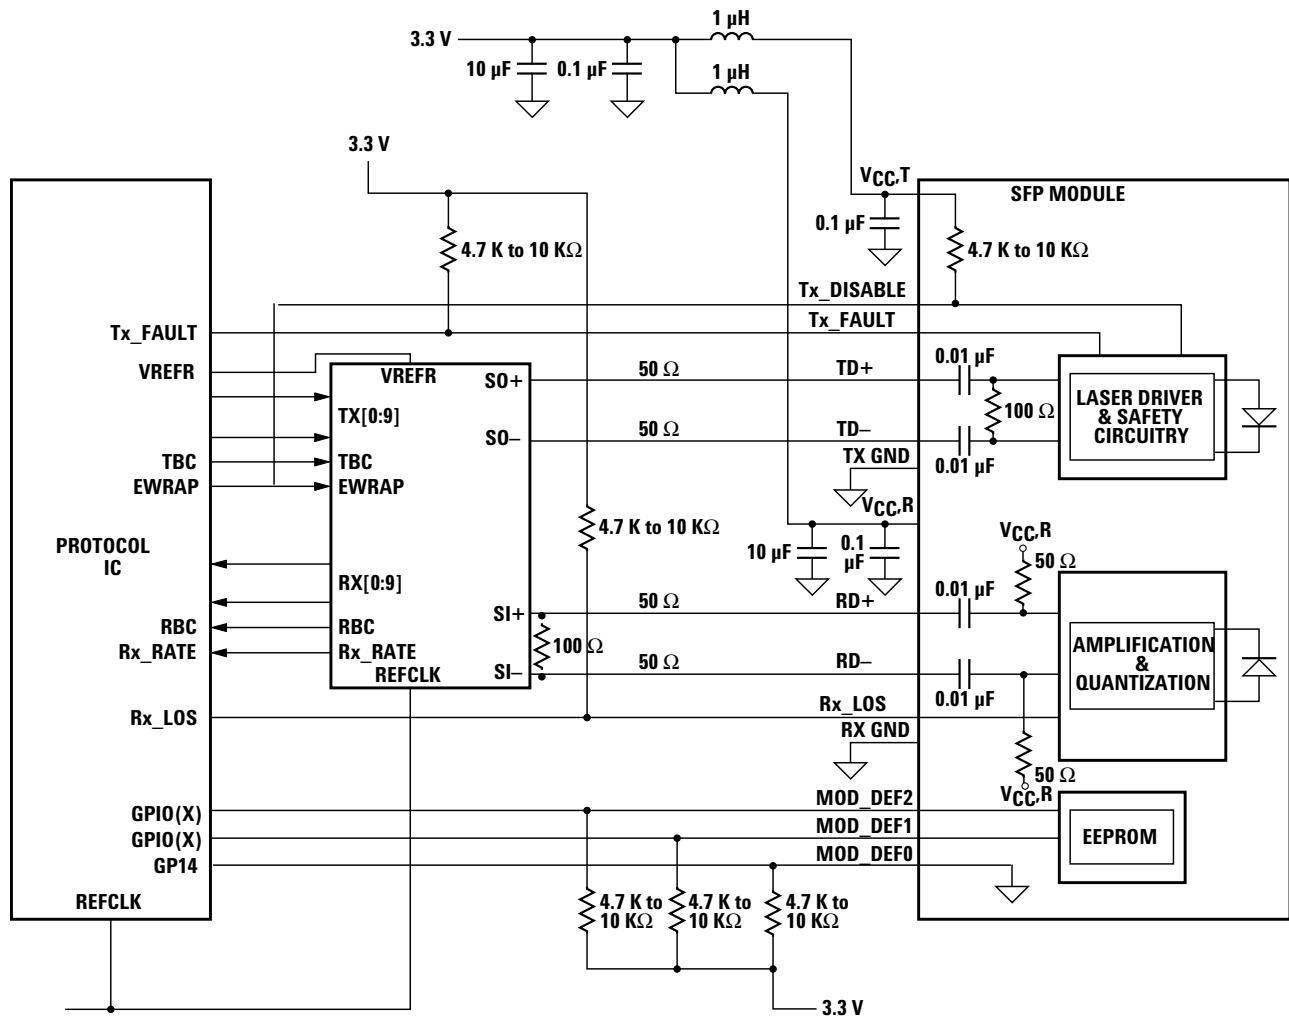 1 µH
3.3 V
10 µF
0.1 µF
1 µH
3.3 V
VCC,T
SFP MODULE
0.1 µF
4.7 K to 10 KΩ
4.7 K to 10 KΩ
Tx_DISABLE
Tx_FAULT
Tx_FAULT
VREFR
VREFR
SO+
50 Ω
TD+
0.01 µF
TX[0:9]
LASER DRIVER
& SAFETY
CIRCUITRY
100 Ω
SO–
50 Ω
TD–
0.01 µF
TBC
TBC
TX GND
EWRAP
EWRAP
VCC,R
4.7 K to 10 KΩ
10 µF
0.1
µF
VCC,R
50 Ω
PROTOCOL
IC
RX[0:9]
SI+
50 Ω
RD+
0.01 µF
RBC
RBC
100 Ω
Rx_RATE
Rx_RATE
AMPLIFICATION
&
QUANTIZATION
REFCLK
SI–
50 Ω
RD–
0.01 µF
Rx_LOS
Rx_LOS
RX GND
50 Ω
VCC,R
GPIO(X)
MOD_DEF2
GPIO(X)
MOD_DEF1
EEPROM
GP14
MOD_DEF0
REFCLK
4.7 K to
10 KΩ
4.7 K to
10 KΩ
4.7 K to
10 KΩ
3.3 V